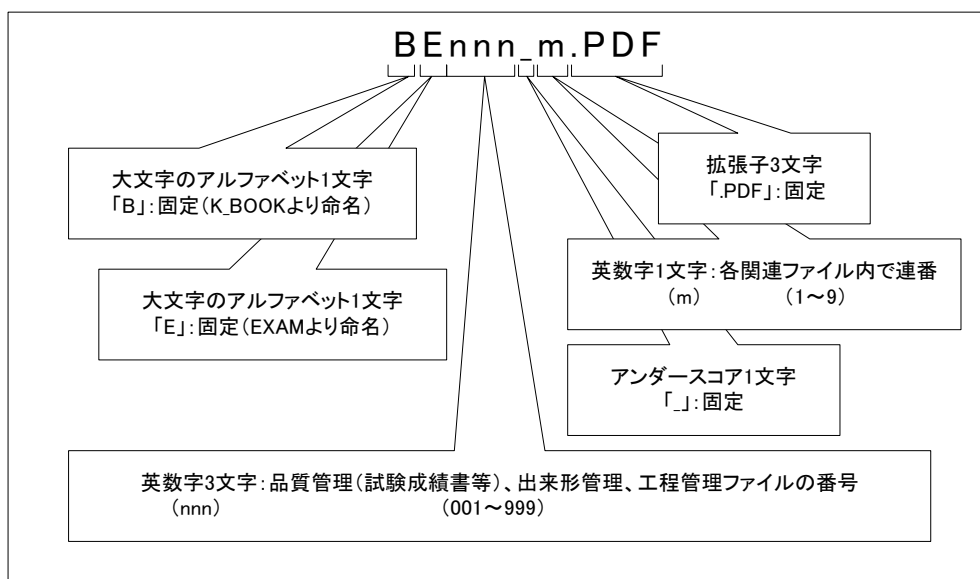 BEnnn_m.PDF
大文字のアルファベット1文字
「B」:固定(K_BOOKより命名)
拡張子3文字
「.PDF」:固定
大文字のアルファベット1文字
「E」:固定(EXAMより命名)
英数字1文字:各関連ファイル内で連番
(m) (1~9)
アンダースコア1文字
「_」:固定
英数字3文字:品質管理(試験成績書等)、出来形管理、工程管理ファイルの番号
(nnn) (001~999)